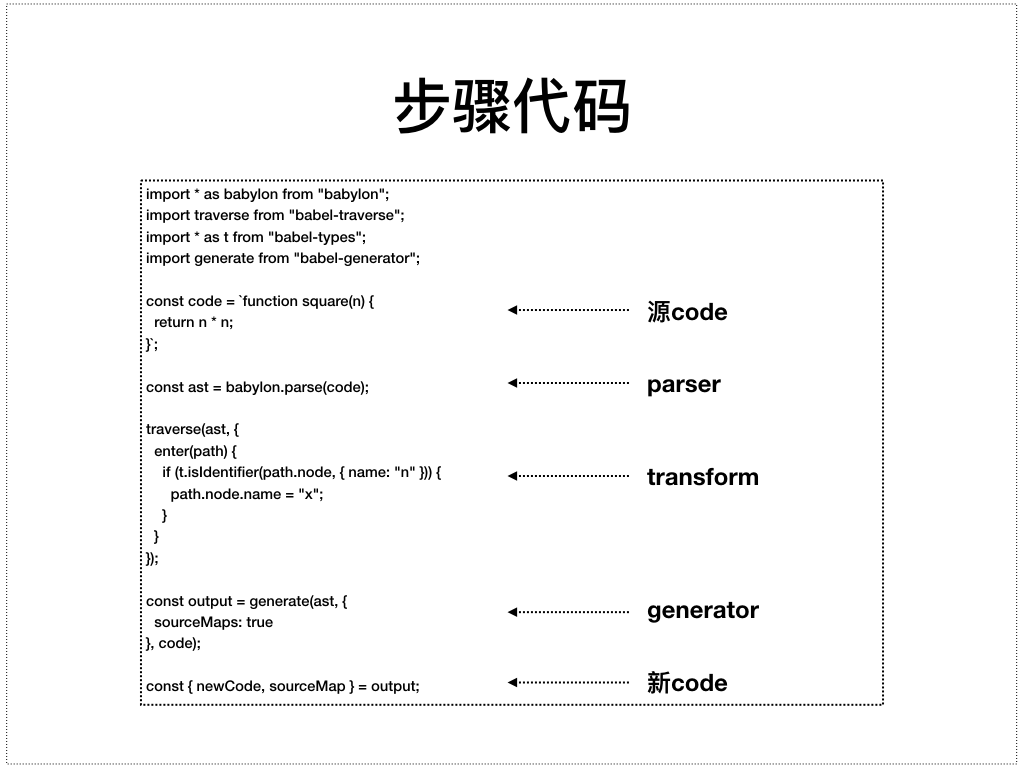 步骤代码
import * as babylon from "babylon";
import traverse from "babel-traverse";
import * as t from "babel-types";
import generate from "babel-generator";
const code = `function square(n) {
return n * n;
}`;
源code
const ast = babylon.parse(code);
parser
traverse(ast, {
enter(path) {
if (t.isIdentifier(path.node, { name: "n" })) {
path.node.name = "x";
}
}
});
transform
const output = generate(ast, {
sourceMaps: true
}, code);
generator
const { newCode, sourceMap } = output;
新code